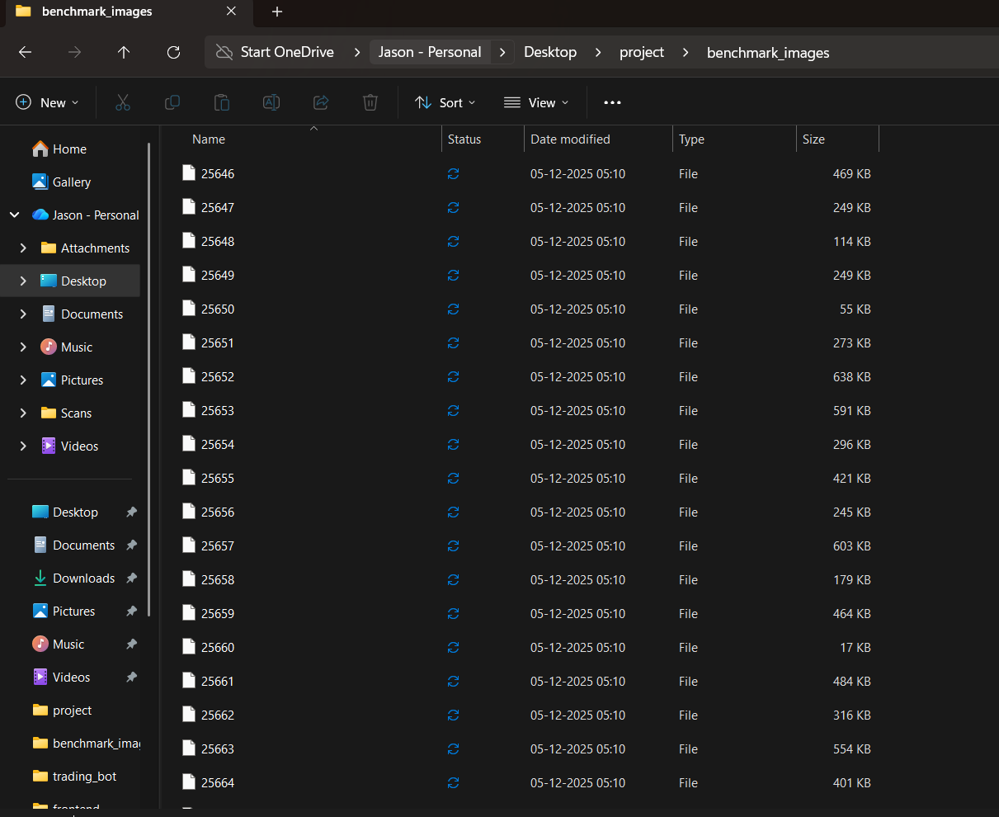 benchmark_images
Start OneDrive > Jason - Personal > Desktop > project > benchmark_images
New Sort View
Name Status Date modified Type Size
Home
Gallery
Jason - Personal
Attachments
Desktop
Documents
Music
Pictures
Scans
Videos
Desktop
Documents
Downloads
Pictures
Music
Videos
project
benchmark_imag
trading_bot
frontend
25646 05-12-2025 05:10 File 469 KB
25647 05-12-2025 05:10 File 249 KB
25648 05-12-2025 05:10 File 114 KB
25649 05-12-2025 05:10 File 249 KB
25650 05-12-2025 05:10 File 55 KB
25651 05-12-2025 05:10 File 273 KB
25652 05-12-2025 05:10 File 638 KB
25653 05-12-2025 05:10 File 591 KB
25654 05-12-2025 05:10 File 296 KB
25655 05-12-2025 05:10 File 421 KB
25656 05-12-2025 05:10 File 245 KB
25657 05-12-2025 05:10 File 603 KB
25658 05-12-2025 05:10 File 179 KB
25659 05-12-2025 05:10 File 464 KB
25660 05-12-2025 05:10 File 17 KB
25661 05-12-2025 05:10 File 484 KB
25662 05-12-2025 05:10 File 316 KB
25663 05-12-2025 05:10 File 554 KB
25664 05-12-2025 05:10 File 401 KB